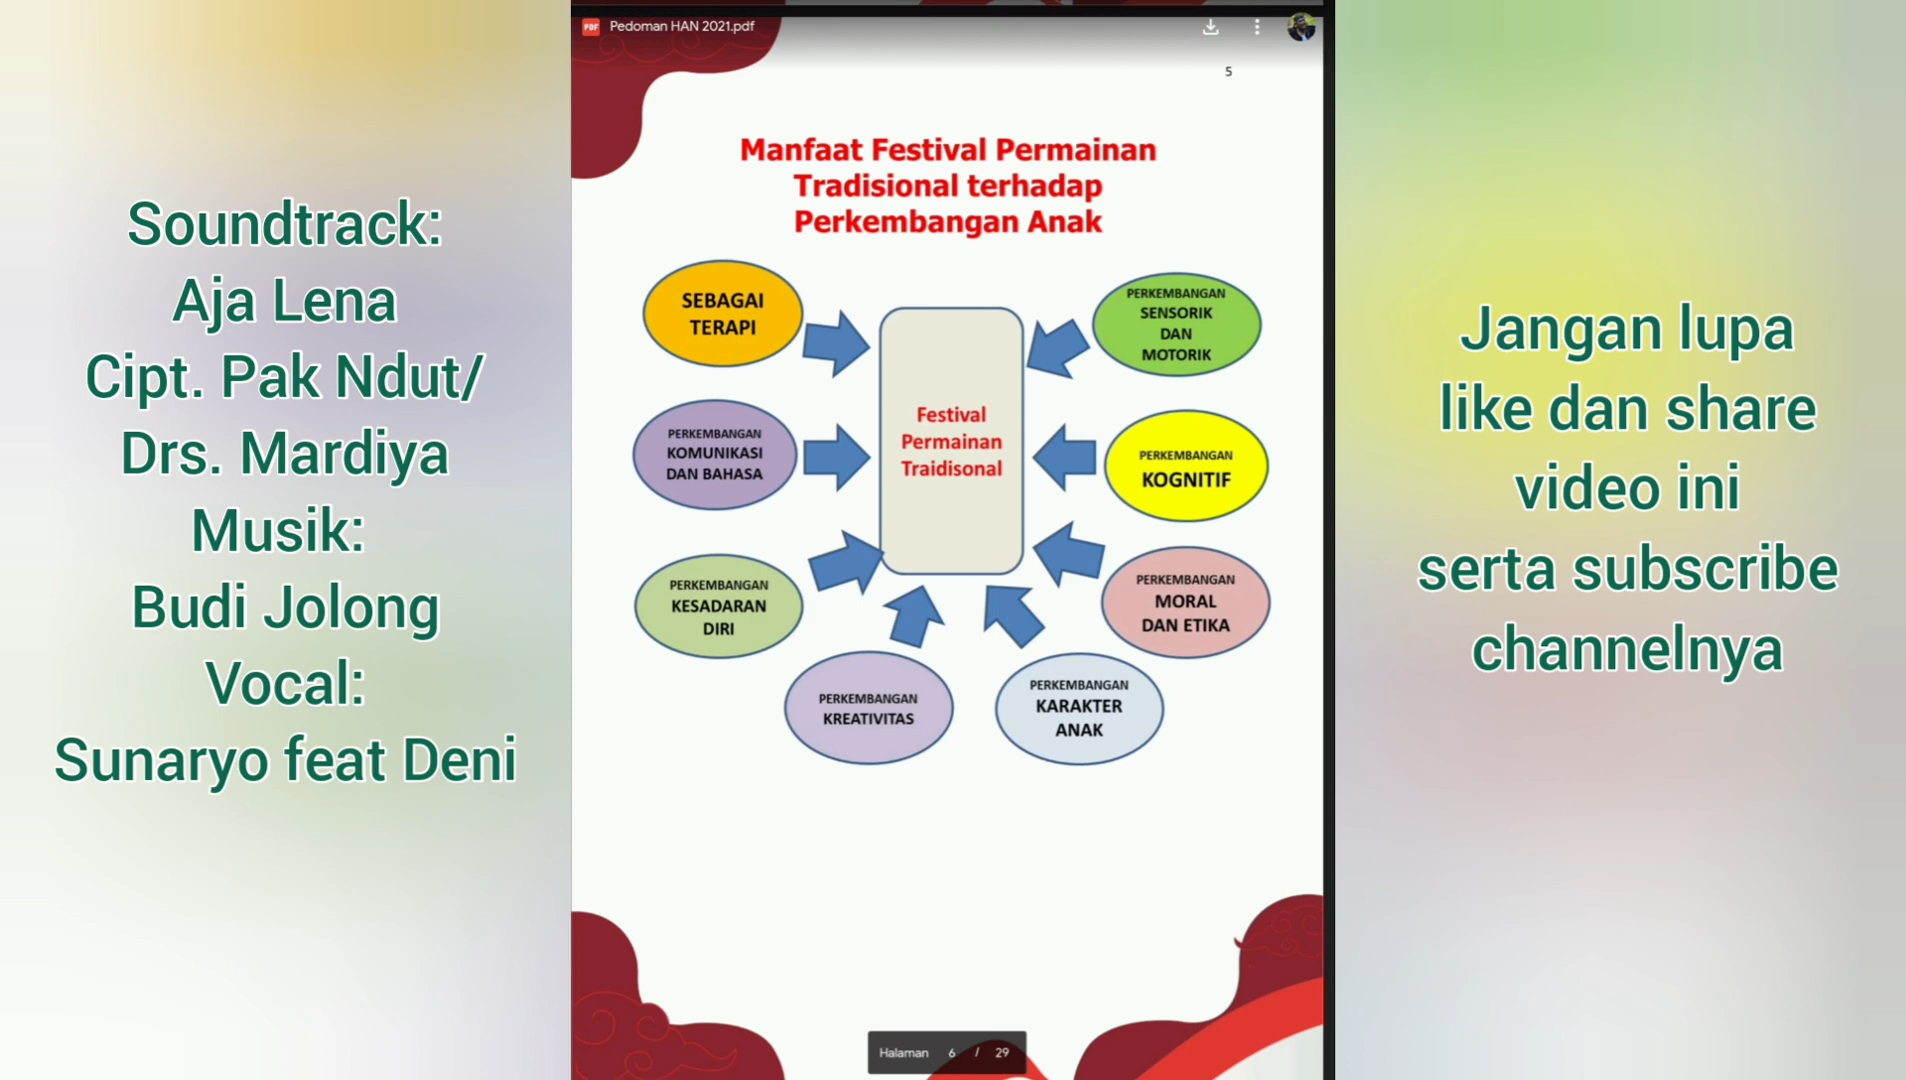 Soundtrack:
Aja Lena
Cipt. Pak Ndut/
Drs. Mardiya
Musik:
Budi Jolong
Vocal:
Sunaryo feat Deni
PDF
Pedoman HAN 2021.pdf
5
Manfaat Festival Permainan
Tradisional terhadap
Perkembangan Anak
SEBAGAI
TERAPI
PERKEMBANGAN
SENSORIK
DAN
MOTORIK
PERKEMBANGAN
KOMUNIKASI
DAN BAHASA
Festival
Permainan
Traidisonal
PERKEMBANGAN
KOGNITIF
PERKEMBANGAN
KESADARAN
DIRI
PERKEMBANGAN
MORAL
DAN ETIKA
PERKEMBANGAN
KREATIVITAS
PERKEMBANGAN
KARAKTER
ANAK
Halaman 6 / 29
Jangan lupa
like dan share
video ini
serta subscribe
channelnya